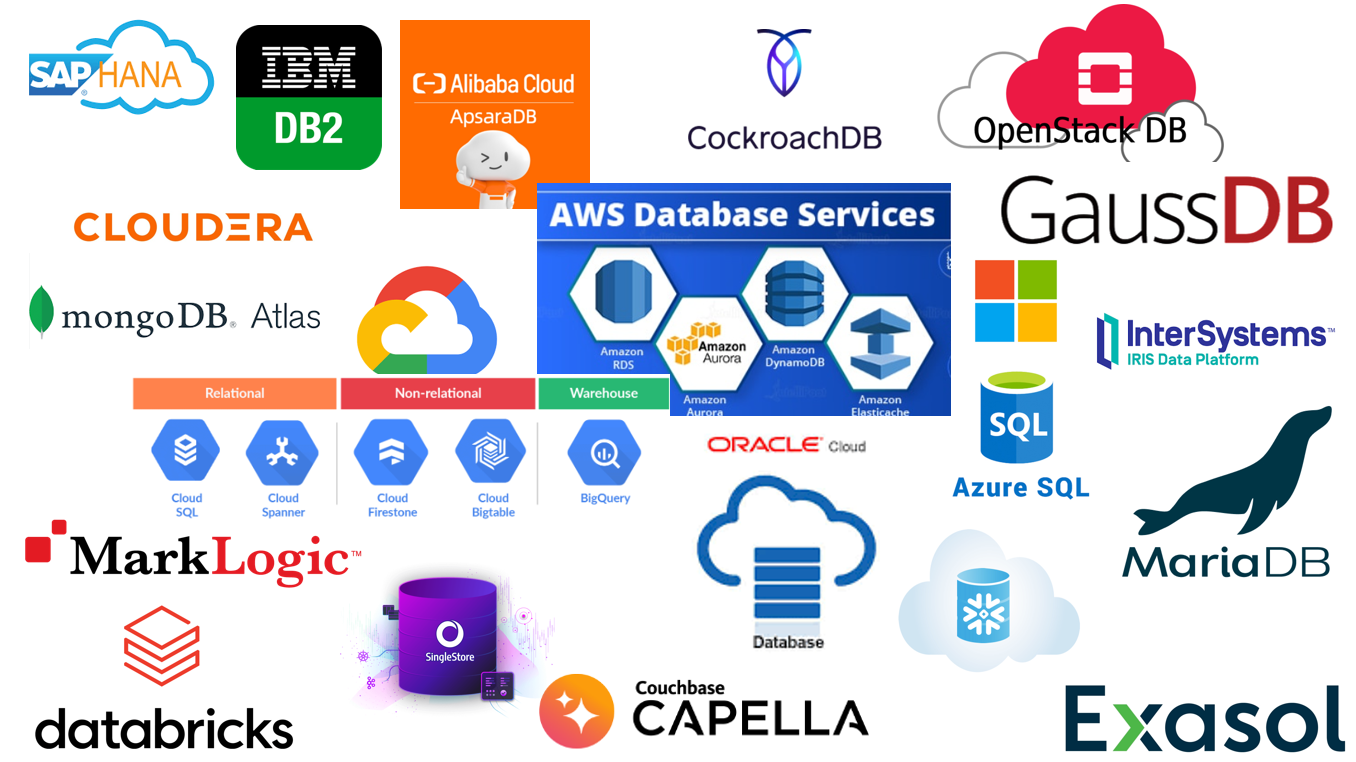 SAP HANA
®
IBM
DB2
Alibaba Cloud
ApsaraDB
CockroachDB
OpenStack DB
CLOUDERA
AWS Database Services
Amazon
RDS
Amazon
Aurora
Amazon
Aurora
Amazon
DynamoDB
Amazon
Elasticache
GaussDB
mongoDB® Atlas
InterSystems™
IRIS Data Platform
Relational
Non-relational
Warehouse
Cloud
SQL
Cloud
Spanner
Cloud
Firestone
Cloud
Bigtable
BigQuery
ORACLE® Cloud
Database
SQL
Azure SQL
MariaDB
MarkLogic™
SingleStore
databricks
Couchbase
CAPELLA
Exasol